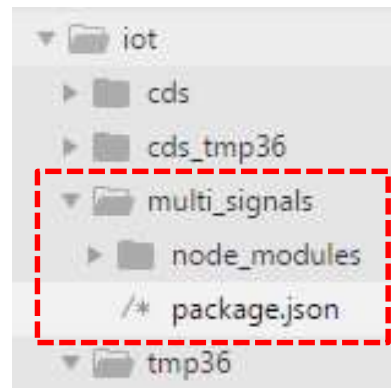 iot
cds
cds_tmp36
multi_signals
node_modules
/* package.json
tmp36